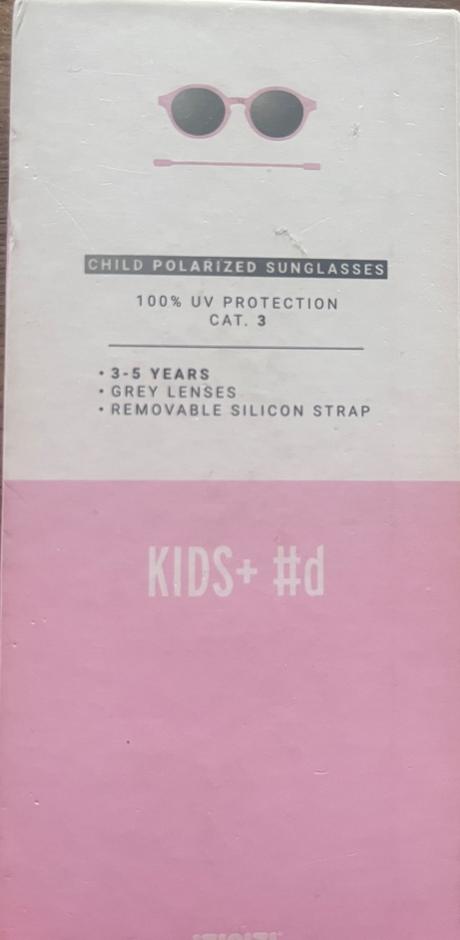 CHILD POLARIZED SUNGLASSES
100% UV PROTECTION
CAT. 3
• 3-5 YEARS
• GREY LENSES
• REMOVABLE SILICON STRAP
KIDS+ #d